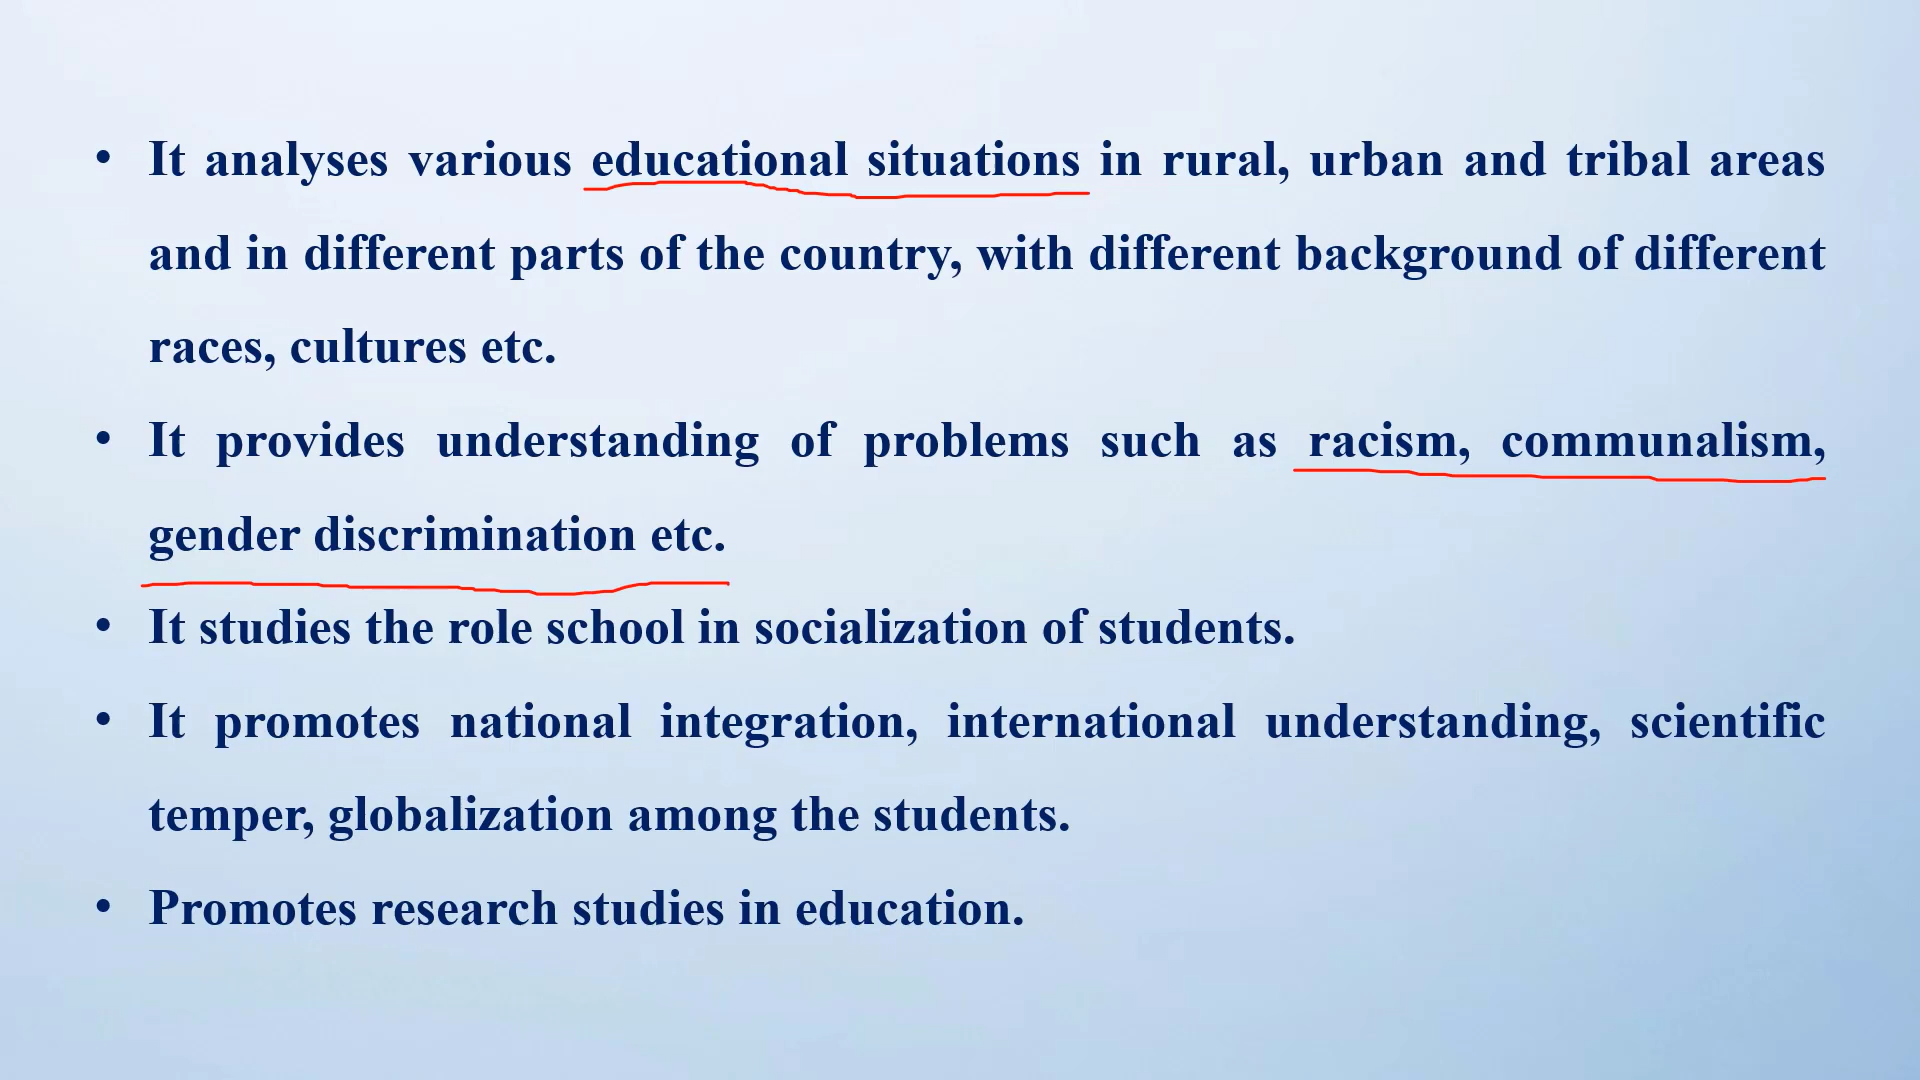 • It analyses various educational situations in rural, urban and tribal areas
and in different parts of the country, with different background of different
races, cultures etc.
• It provides understanding of problems such as racism, communalism,
gender discrimination etc.
• It studies the role school in socialization of students.
• It promotes national integration, international understanding, scientific
temper, globalization among the students.
• Promotes research studies in education.